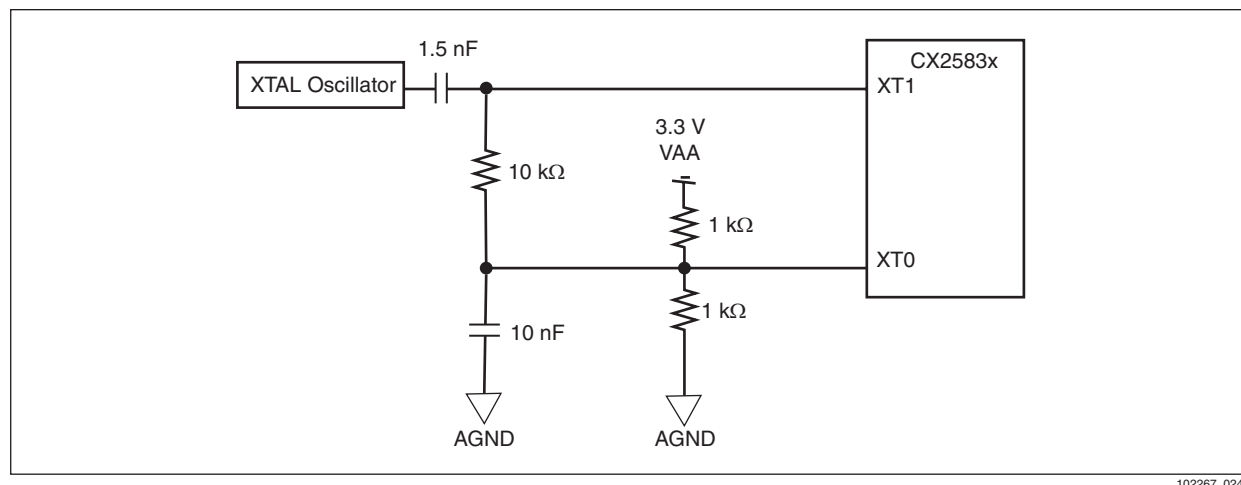 1.5 nF
XTAL Oscillator
CX2583x
XT1
3.3 V
VAA
10 kΩ
1 kΩ
XT0
1 kΩ
10 nF
AGND
AGND
102267_024